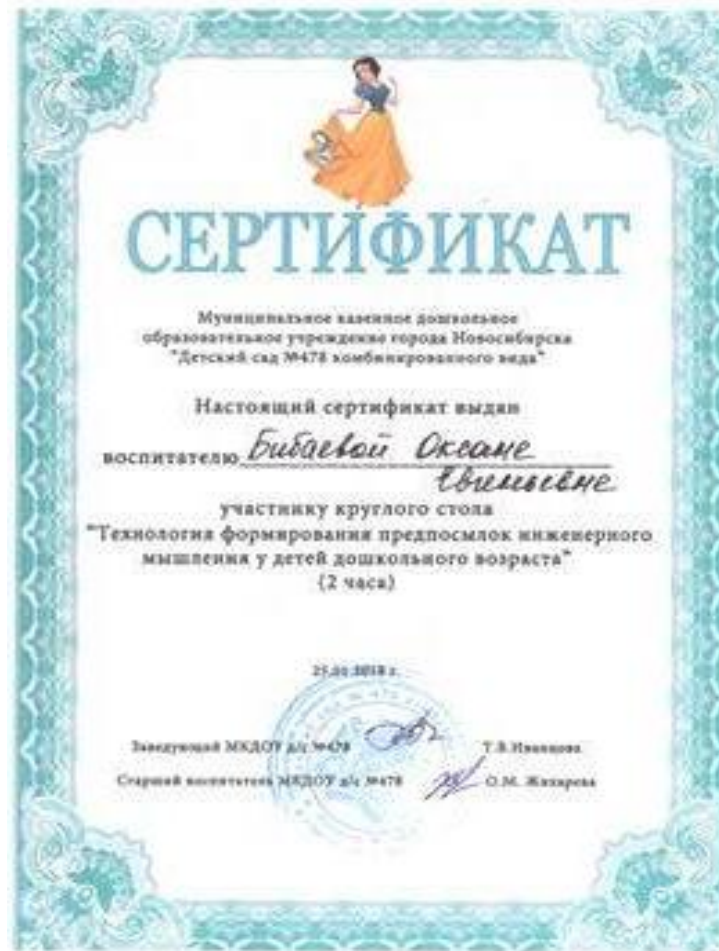 СЕРТИФИКАТ
Муниципальное казенное дошкольное
образовательное учреждение города Новосибирска
"Детский сад №478 комбинированного вида"
Настоящий сертификат выдан
воспитателю Бибаевой Оксане
участнику круглого стола
"Технология формирования предпосылок инженерного
мышления у детей дошкольного возраста"
(2 часа)
2018 г.
Заведующий МКДОУ д/с №478 Т.В.
Старший воспитатель МКДОУ д/с №478 О.М. Жихарева